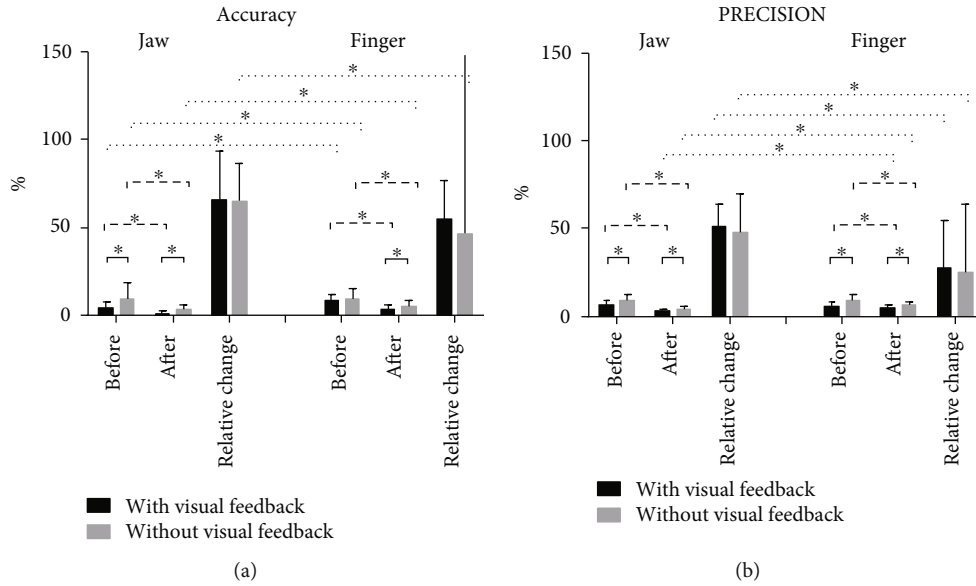 Accuracy
Jaw
Finger
150
100
50
0
%
*
*
*
*
*
*
*
*
*
*
*
Before
After
Relative change
Before
After
Relative change
With visual feedback
Without visual feedback
(a)
PRECISION
Jaw
Finger
150
100
50
0
%
*
*
*
*
*
*
*
*
*
*
*
*
Before
After
Relative change
Before
After
Relative change
With visual feedback
Without visual feedback
(b)